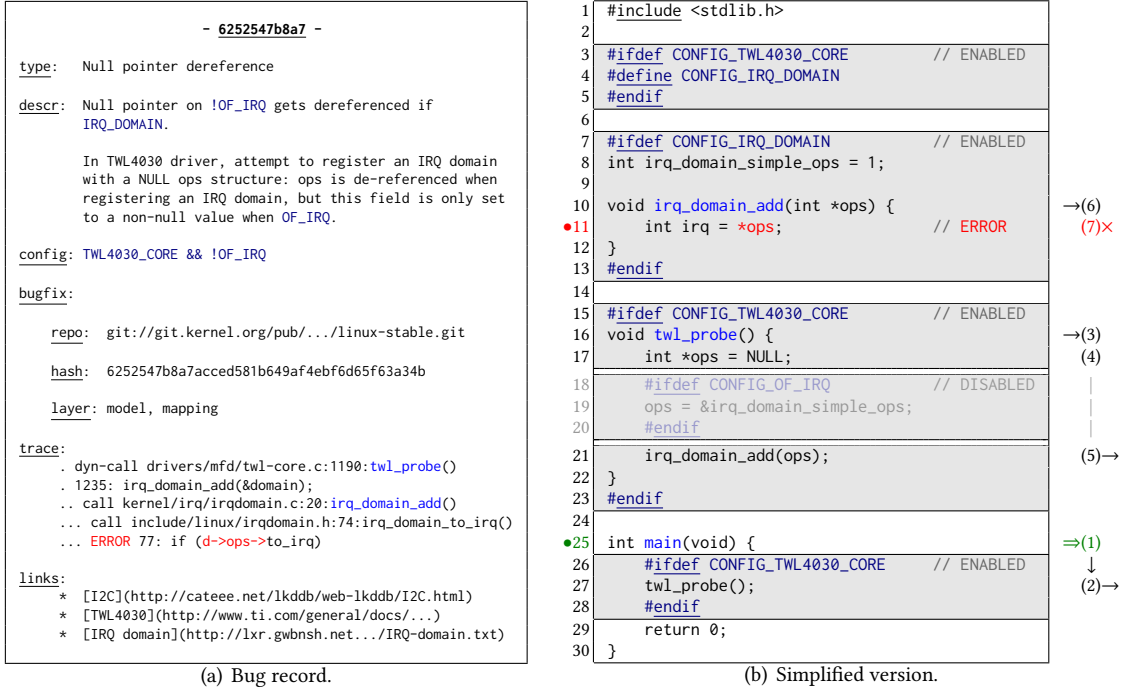 - 6252547b8a7 -
type: Null pointer dereference
descr: Null pointer on !OF_IRQ gets dereferenced if
IRQ_DOMAIN.
In TWL4030 driver, attempt to register an IRQ domain
with a NULL ops structure: ops is de-referenced when
registering an IRQ domain, but this field is only set
to a non-null value when OF_IRQ.
config: TWL4030_CORE && !OF_IRQ
bugfix:
repo: git://git.kernel.org/pub/.../linux-stable.git
hash: 6252547b8a7acced581b649af4ebf6d65f63a34b
layer: model, mapping
trace:
. dyn-call drivers/mfd/twl-core.c:1190:twl_probe()
. 1235: irq_domain_add(&domain);
.. call kernel/irq/irqdomain.c:20:irq_domain_add()
... call include/linux/irqdomain.h:74:irq_domain_to_irq()
... ERROR 77: if (d->ops->to_irq)
links:
* [I2C](http://cateee.net/lkddb/web-lkddb/I2C.html)
* [TWL4030](http://www.ti.com/general/docs/...)
* [IRQ domain](http://lxr.gwbnsh.net.../IRQ-domain.txt)
(a) Bug record.
1 #include <stdlib.h>
2
3 #ifdef CONFIG_TWL4030_CORE // ENABLED
4 #define CONFIG_IRQ_DOMAIN
5 #endif
6
7 #ifdef CONFIG_IRQ_DOMAIN // ENABLED
8 int irq_domain_simple_ops = 1;
9
10 void irq_domain_add(int *ops) { →(6)
●11 int irq = *ops; // ERROR (7)×
12 }
13 #endif
14
15 #ifdef CONFIG_TWL4030_CORE // ENABLED
16 void twl_probe() { →(3)
17 int *ops = NULL; (4)
18 #ifdef CONFIG_OF_IRQ // DISABLED |
19 ops = &irq_domain_simple_ops; |
20 #endif |
21 irq_domain_add(ops); (5)→
22 }
23 #endif
24
●25 int main(void) { ⇒(1)
26 #ifdef CONFIG_TWL4030_CORE // ENABLED ↓
27 twl_probe(); (2)→
28 #endif
29 return 0;
30 }
(b) Simplified version.